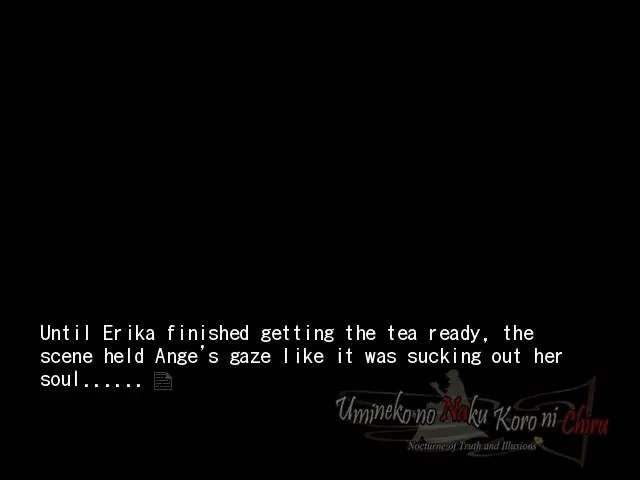 Until Erika finished getting the tea ready, the
scene held Ange's gaze like it was sucking out her
soul......
Umineko no Naku Koro ni Chiru
Nocturne of Truth and Illusions